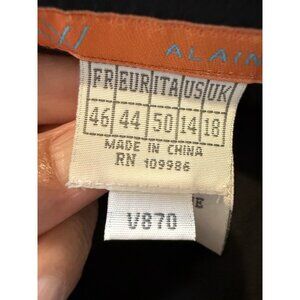 ALAIN
FR EUR ITA US UK
46 44 50 14 18
MADE IN CHINA
RN 109986
E
V870